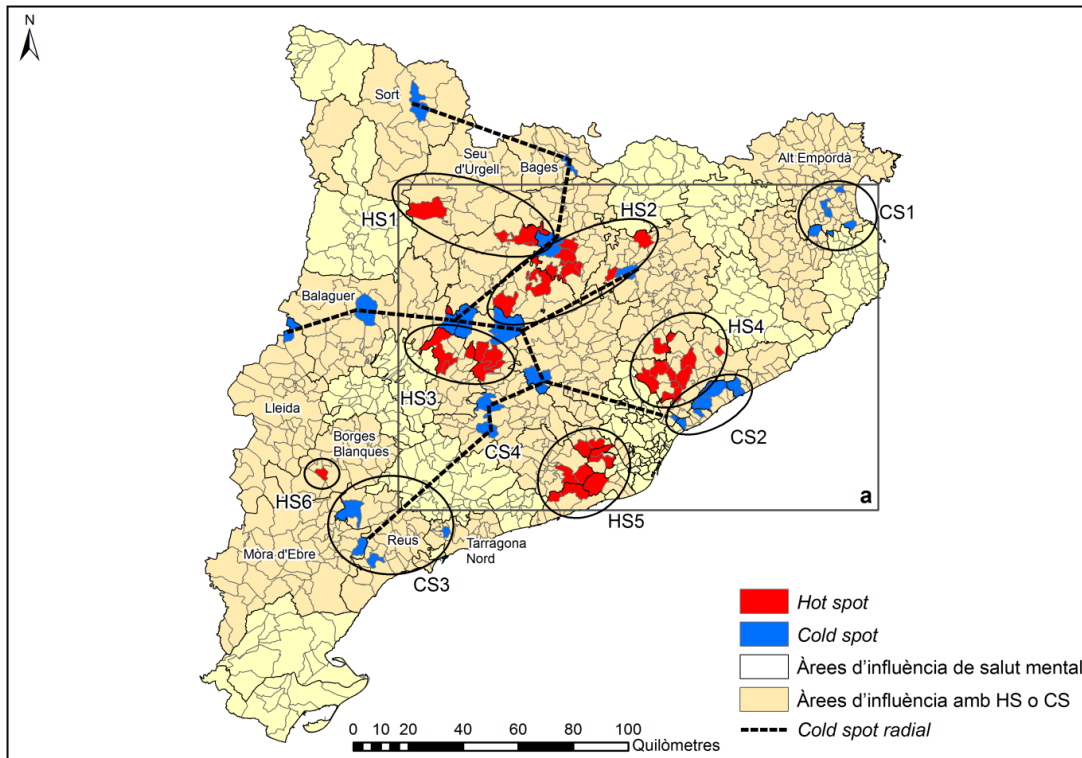 N
Sort
Seu
d'Urgell
Bages
Alt Empordà
HS1
HS2
CS1
Balaguer
HS4
HS3
Lleida
CS2
Borges
Blanques
CS4
HS6
a
HS5
Reus
Mòra d'Ebre
Tarragona
Nord
CS3
Hot spot
Cold spot
Àrees d'influència de salut mental
Àrees d'influència amb HS o CS
Cold spot radial
0 20 40 60 80 100
Quilòmetres